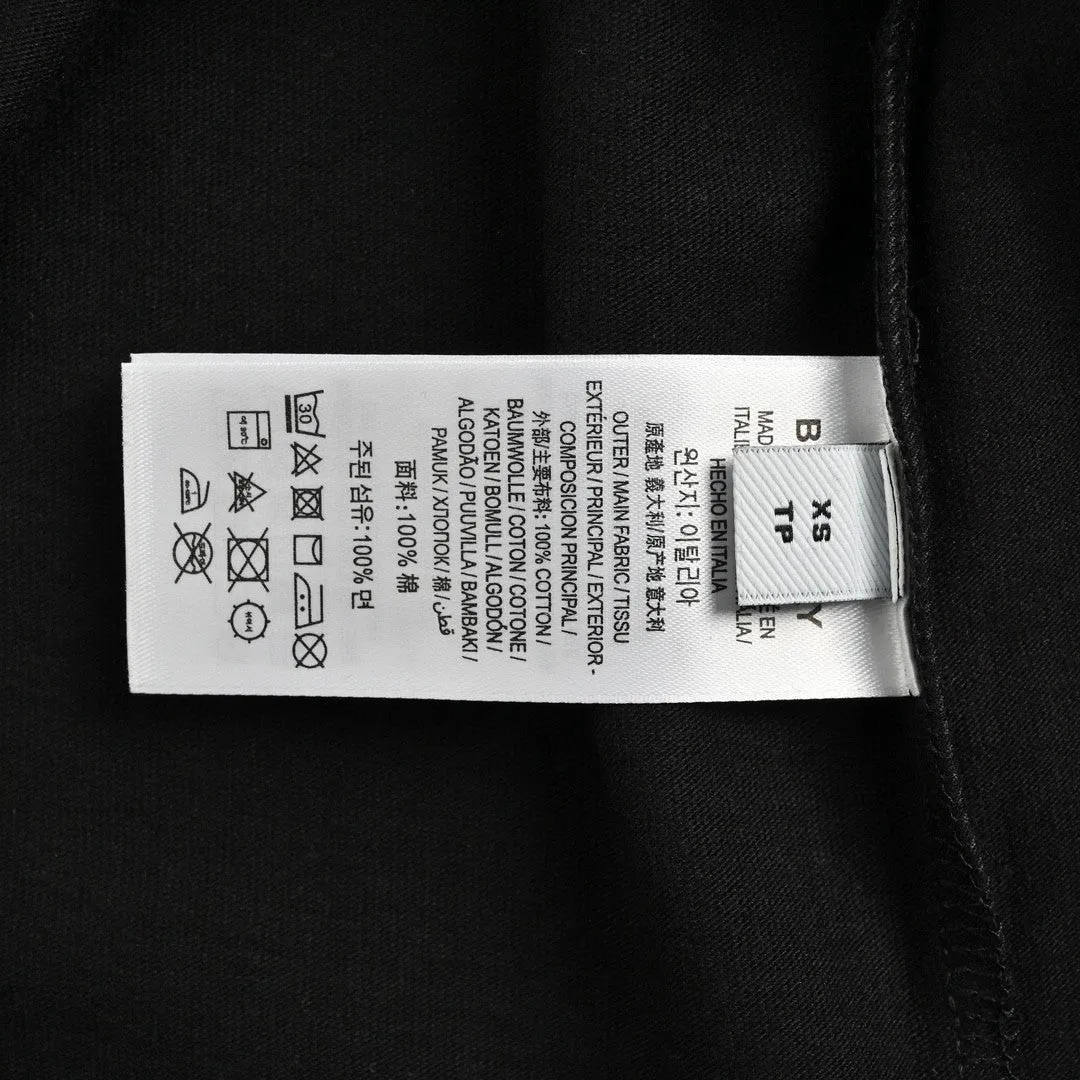 B Y
MAD É EN
ITALI ALIA/
HECHO EN ITALIA
XS
TP
원산지: 이탈리아
原產地 義大利/原产地 意大利
OUTER / MAIN FABRIC / TISSU
EXTÉRIEUR / PRINCIPAL / EXTERIOR -
COMPOSICION PRINCIPAL /
外部/主要布料: 100% COTTON /
BAUMWOLLE / COTON / COTONE /
KATOEN / BOMULL / ALGODÓN /
ALGODÃO / PUUVILLA / BAMBAKI /
PAMUK / ХЛОПОК / 棉 / قطن
面料:100% 棉
주된 섬유:100% 면
30